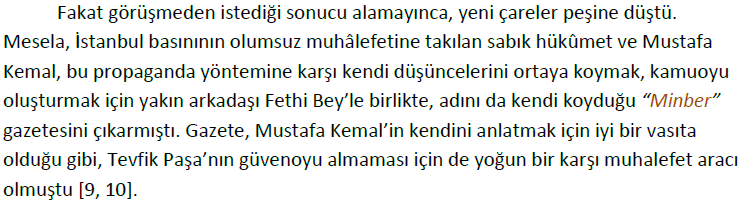 Fakat görüşmeden istediği sonucu alamayınca, yeni çareler peşine düştü.
Mesela, İstanbul basınının olumsuz muhâlefetine takılan sabık hükûmet ve Mustafa
Kemal, bu propaganda yöntemine karşı kendi düşüncelerini ortaya koymak, kamuoyu
oluşturmak için yakın arkadaşı Fethi Bey’le birlikte, adını da kendi koyduğu “Minber”
gazetesini çıkarmıştı. Gazete, Mustafa Kemal’in kendini anlatmak için iyi bir vasıta
olduğu gibi, Tevfik Paşa’nın güvenoyu almaması için de yoğun bir karşı muhalefet aracı
olmuştu [9, 10].